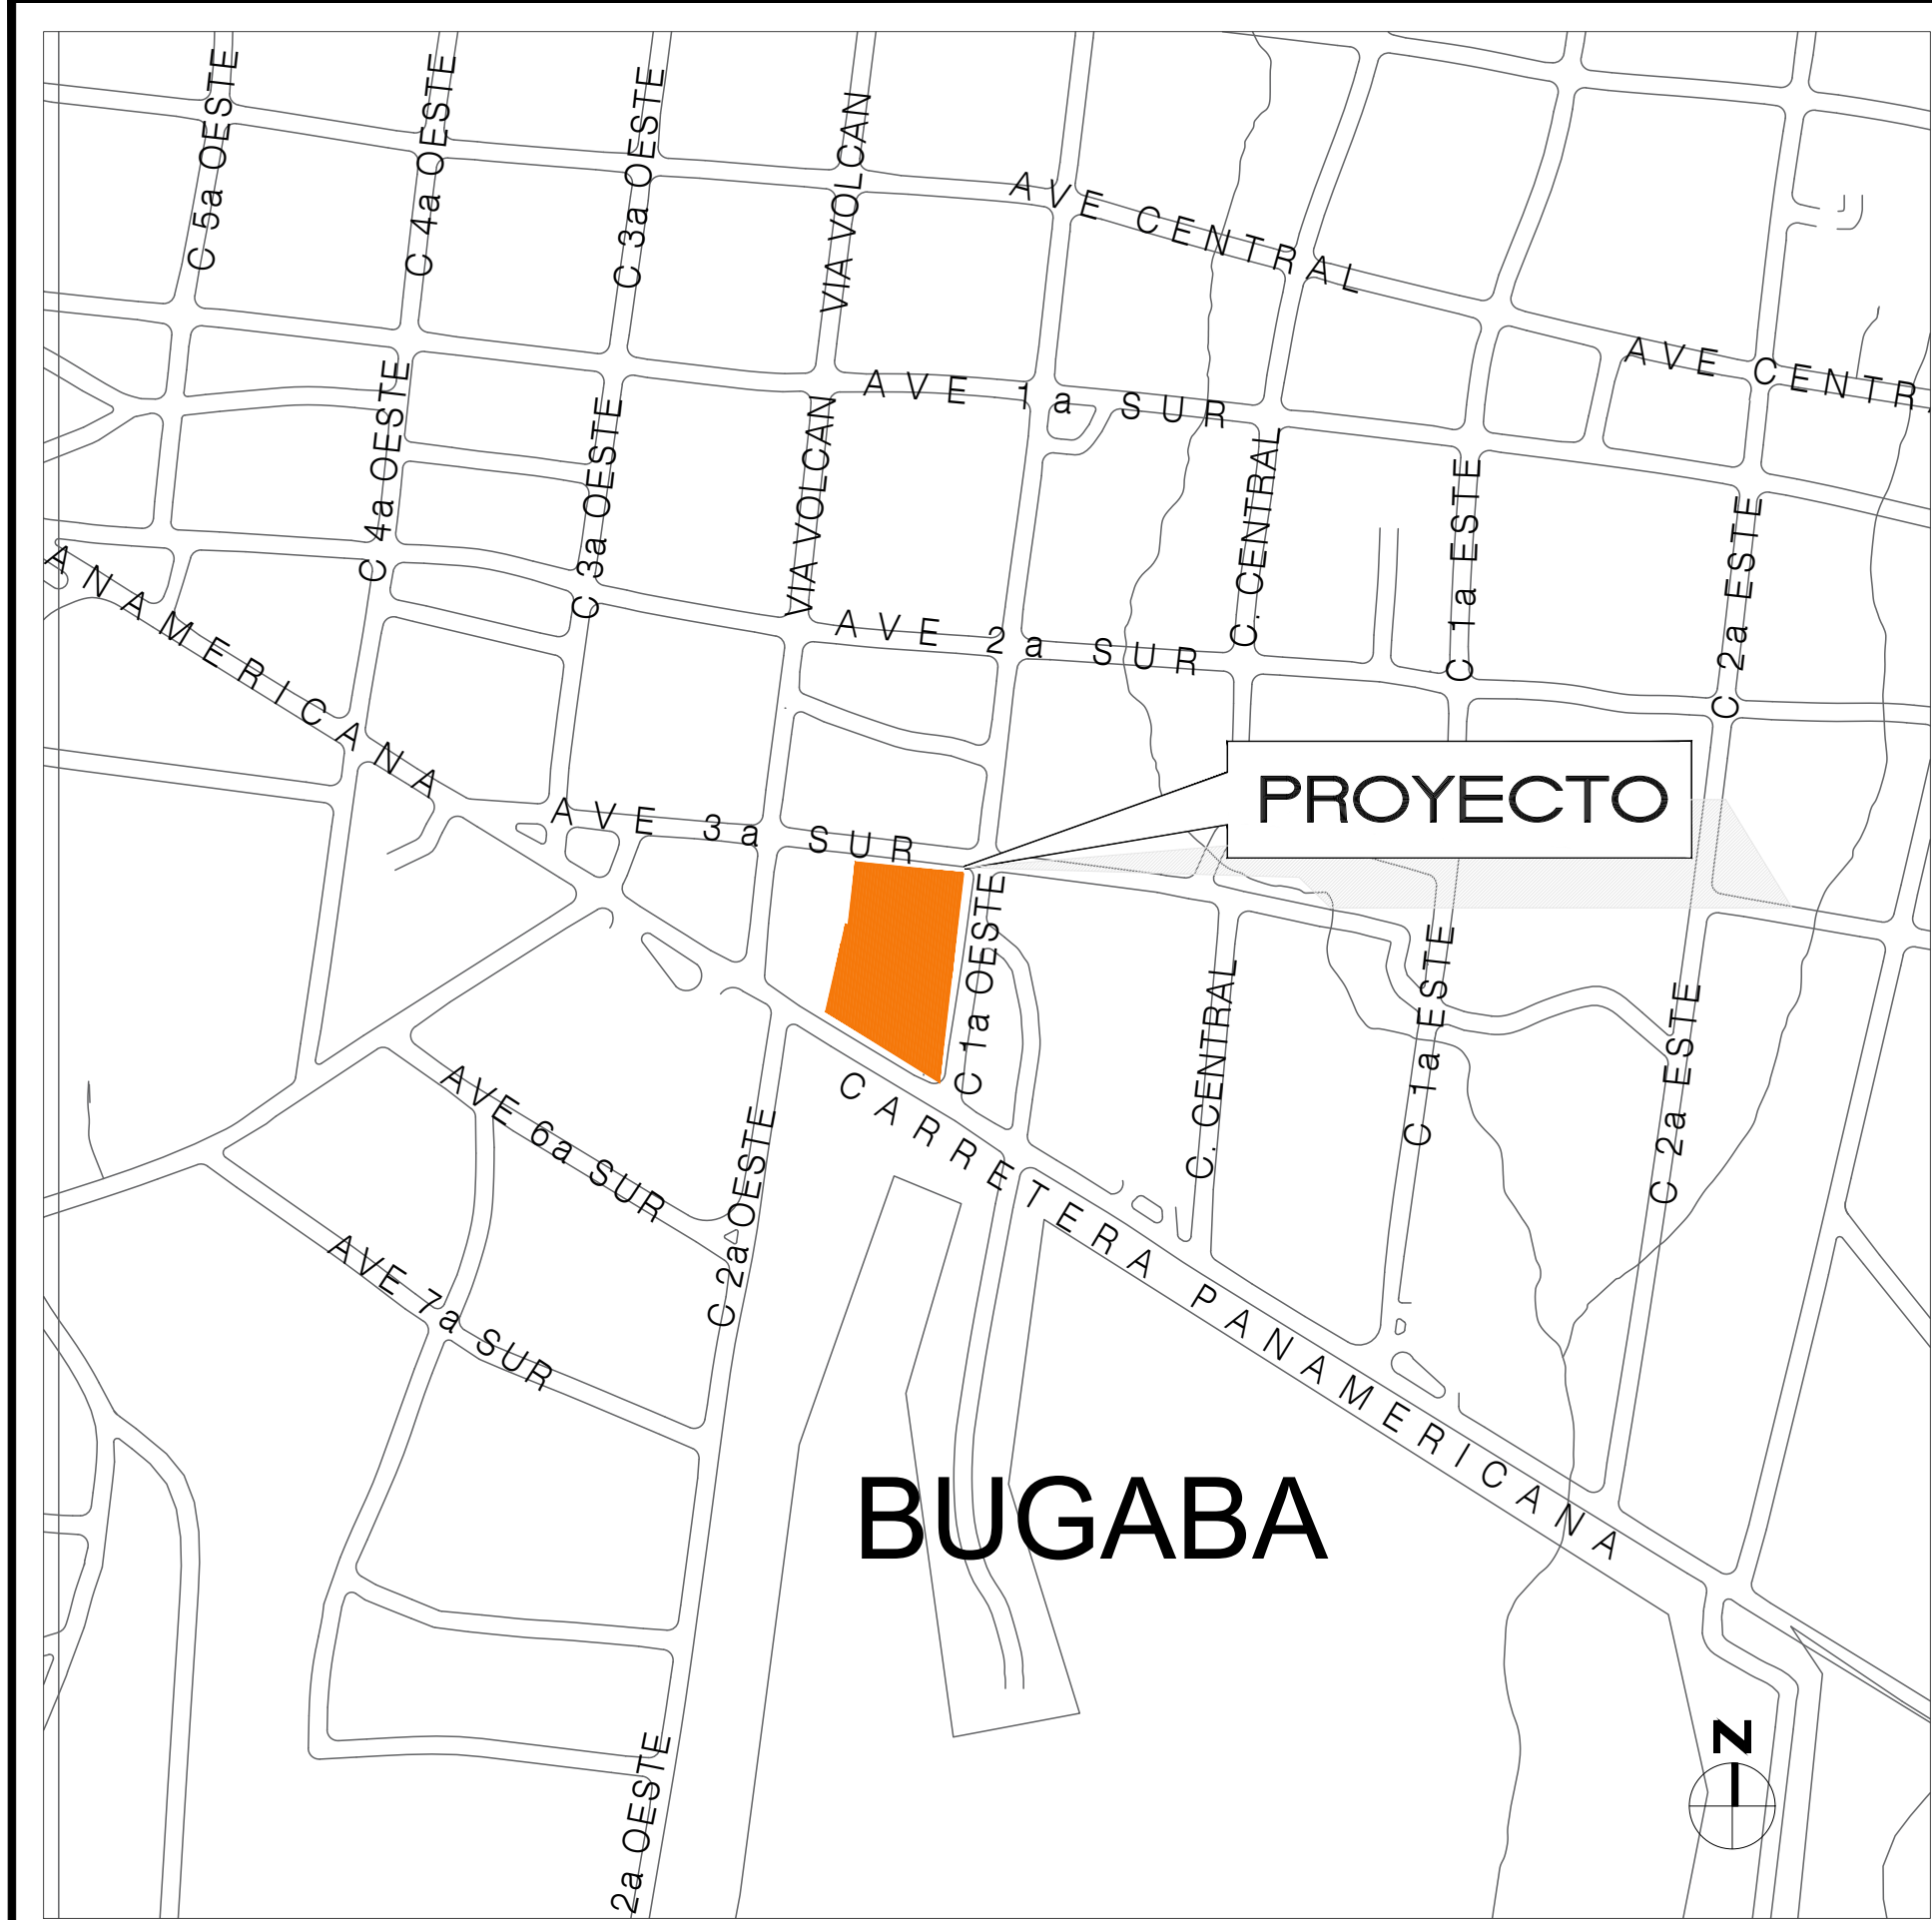 C 5a OESTE
C 4a OESTE
C 3a OESTE
VIA VOLCAN
AVE CENTRAL
AVE CENTR
C 4a OESTE
C 3a OESTE
VIA VOLCAN
AVE 1a SUR
C. CENTRAL
C 1a ESTE
C 2a ESTE
ANAMERICANA
AVE 2a SUR
PROYECTO
AVE 3a SUR
C 1a OESTE
C. CENTRAL
C 1a ESTE
C 2a ESTE
AVE 6a SUR
C 2a OESTE
CARRETERA PANAMERICANA
AVE 7a SUR
BUGABA
2a OESTE
N